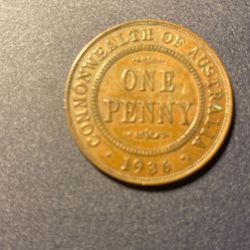 COMMONWEALTH OF AUSTRALIA
ONE
PENNY
1936